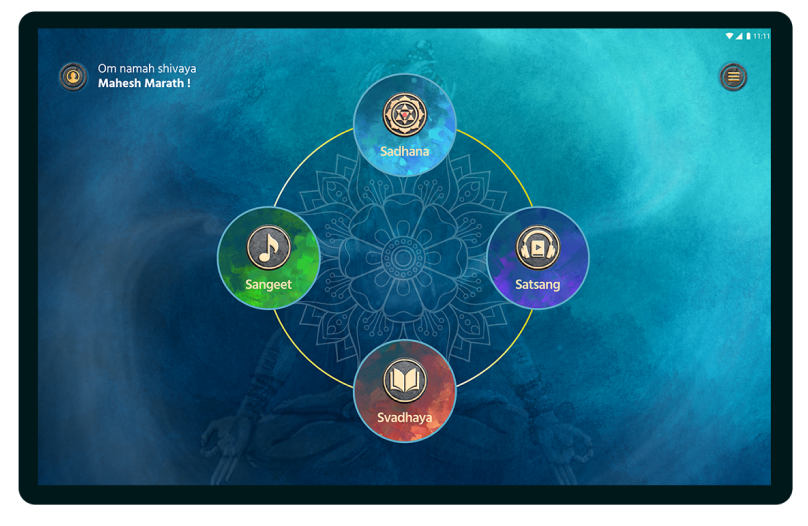 11:11
Om namah shivaya
Mahesh Marath !
Sadhana
Sangeet
Satsang
Svadhaya